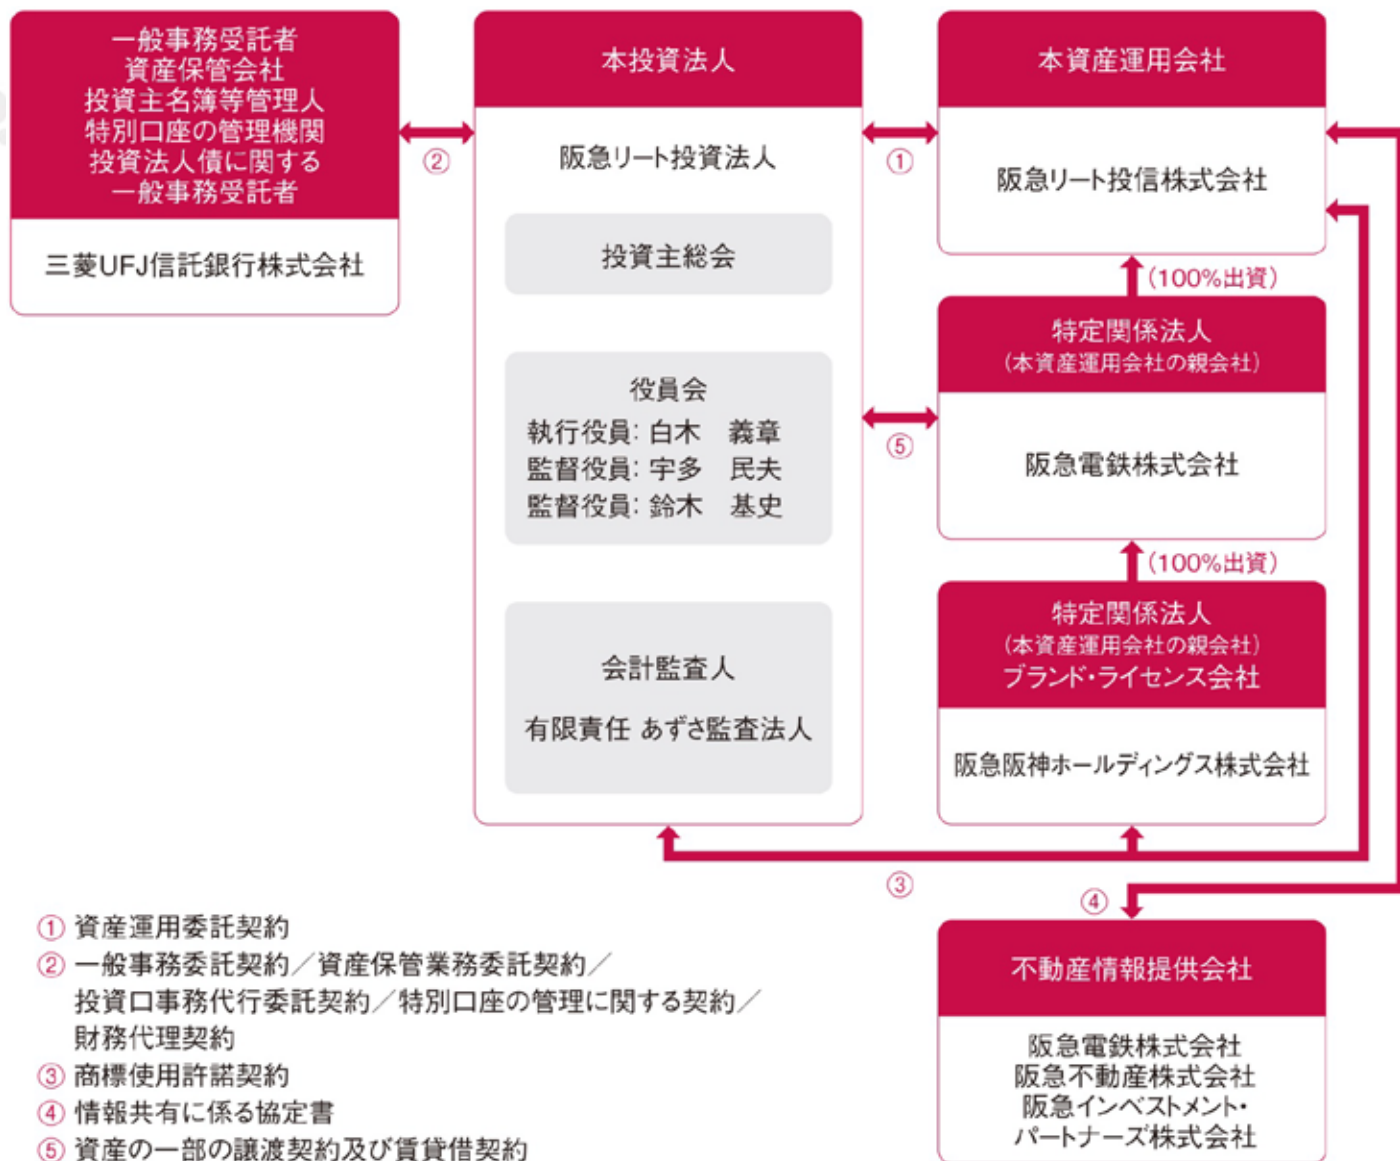 一般事務受託者
資産保管会社
投資主名簿等管理人
特別口座の管理機関
投資法人債に関する
一般事務受託者
三菱UFJ信託銀行株式会社
②
本投資法人
阪急リート投資法人
投資主総会
役員会
執行役員：白木　義章
監督役員：宇多　民夫
監督役員：鈴木　基史
会計監査人
有限責任 あずさ監査法人
①
⑤
本資産運用会社
阪急リート投信株式会社
（100%出資）
特定関係法人
（本資産運用会社の親会社）
阪急電鉄株式会社
（100%出資）
特定関係法人
（本資産運用会社の親会社）
ブランド・ライセンス会社
阪急阪神ホールディングス株式会社
③
④
不動産情報提供会社
阪急電鉄株式会社
阪急不動産株式会社
阪急インベストメント・
パートナーズ株式会社
① 資産運用委託契約
② 一般事務委託契約／資産保管業務委託契約／
投資口事務代行委託契約／特別口座の管理に関する契約／
財務代理契約
③ 商標使用許諾契約
④ 情報共有に係る協定書
⑤ 資産の一部の譲渡契約及び賃貸借契約